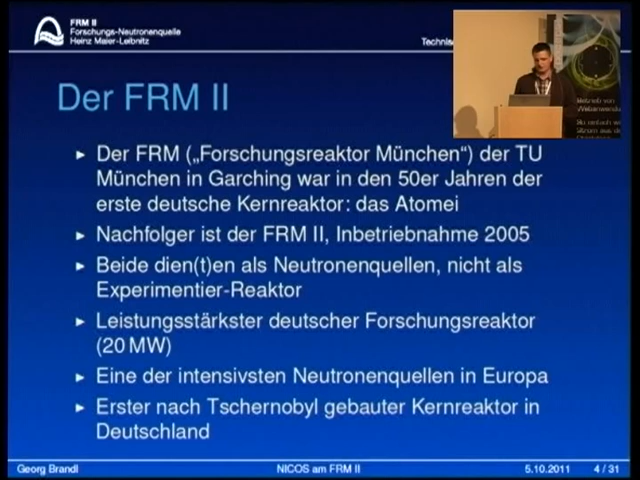 FRM II
Forschungs-Neutronenquelle
Heinz Maier-Leibnitz
Technis
Der FRM II
▸ Der FRM („Forschungsreaktor München“) der TU
München in Garching war in den 50er Jahren der
erste deutsche Kernreaktor: das Atomei
▸ Nachfolger ist der FRM II, Inbetriebnahme 2005
▸ Beide dien(t)en als Neutronenquellen, nicht als
Experimentier-Reaktor
▸ Leistungsstärkster deutscher Forschungsreaktor
(20 MW)
▸ Eine der intensivsten Neutronenquellen in Europa
▸ Erster nach Tschernobyl gebauter Kernreaktor in
Deutschland
Georg Brandl
NICOS am FRM II
5.10.2011
4 / 31